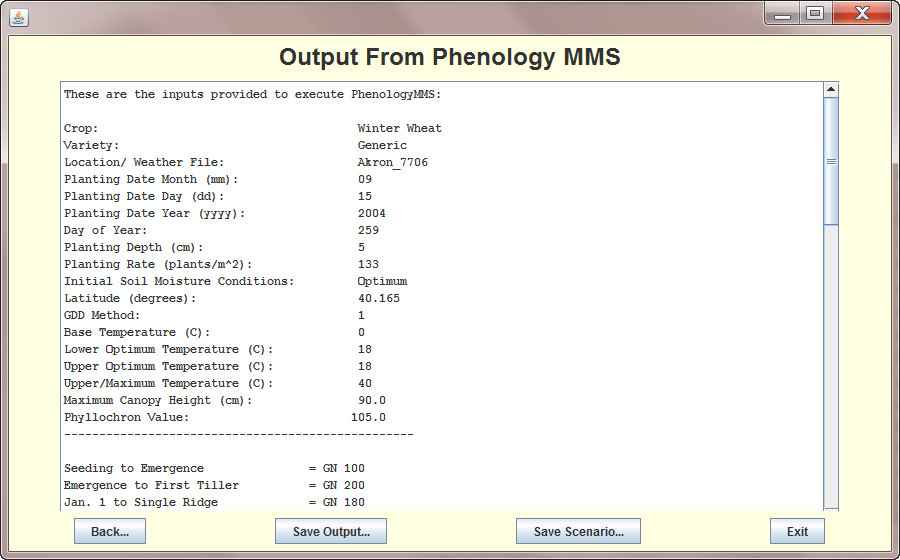 Output From Phenology MMS
These are the inputs provided to execute PhenologyMMS:
Crop: Winter Wheat
Variety: Generic
Location/ Weather File: Akron_7706
Planting Date Month (mm): 09
Planting Date Day (dd): 15
Planting Date Year (yyyy): 2004
Day of Year: 259
Planting Depth (cm): 5
Planting Rate (plants/m^2): 133
Initial Soil Moisture Conditions: Optimum
Latitude (degrees): 40.165
GDD Method: 1
Base Temperature (C): 0
Lower Optimum Temperature (C): 18
Upper Optimum Temperature (C): 18
Upper/Maximum Temperature (C): 40
Maximum Canopy Height (cm): 90.0
Phyllochron Value: 105.0
--------------------------------------------------
Seeding to Emergence = GN 100
Emergence to First Tiller = GN 200
Jan. 1 to Single Ridge = GN 180
Back... Save Output... Save Scenario... Exit